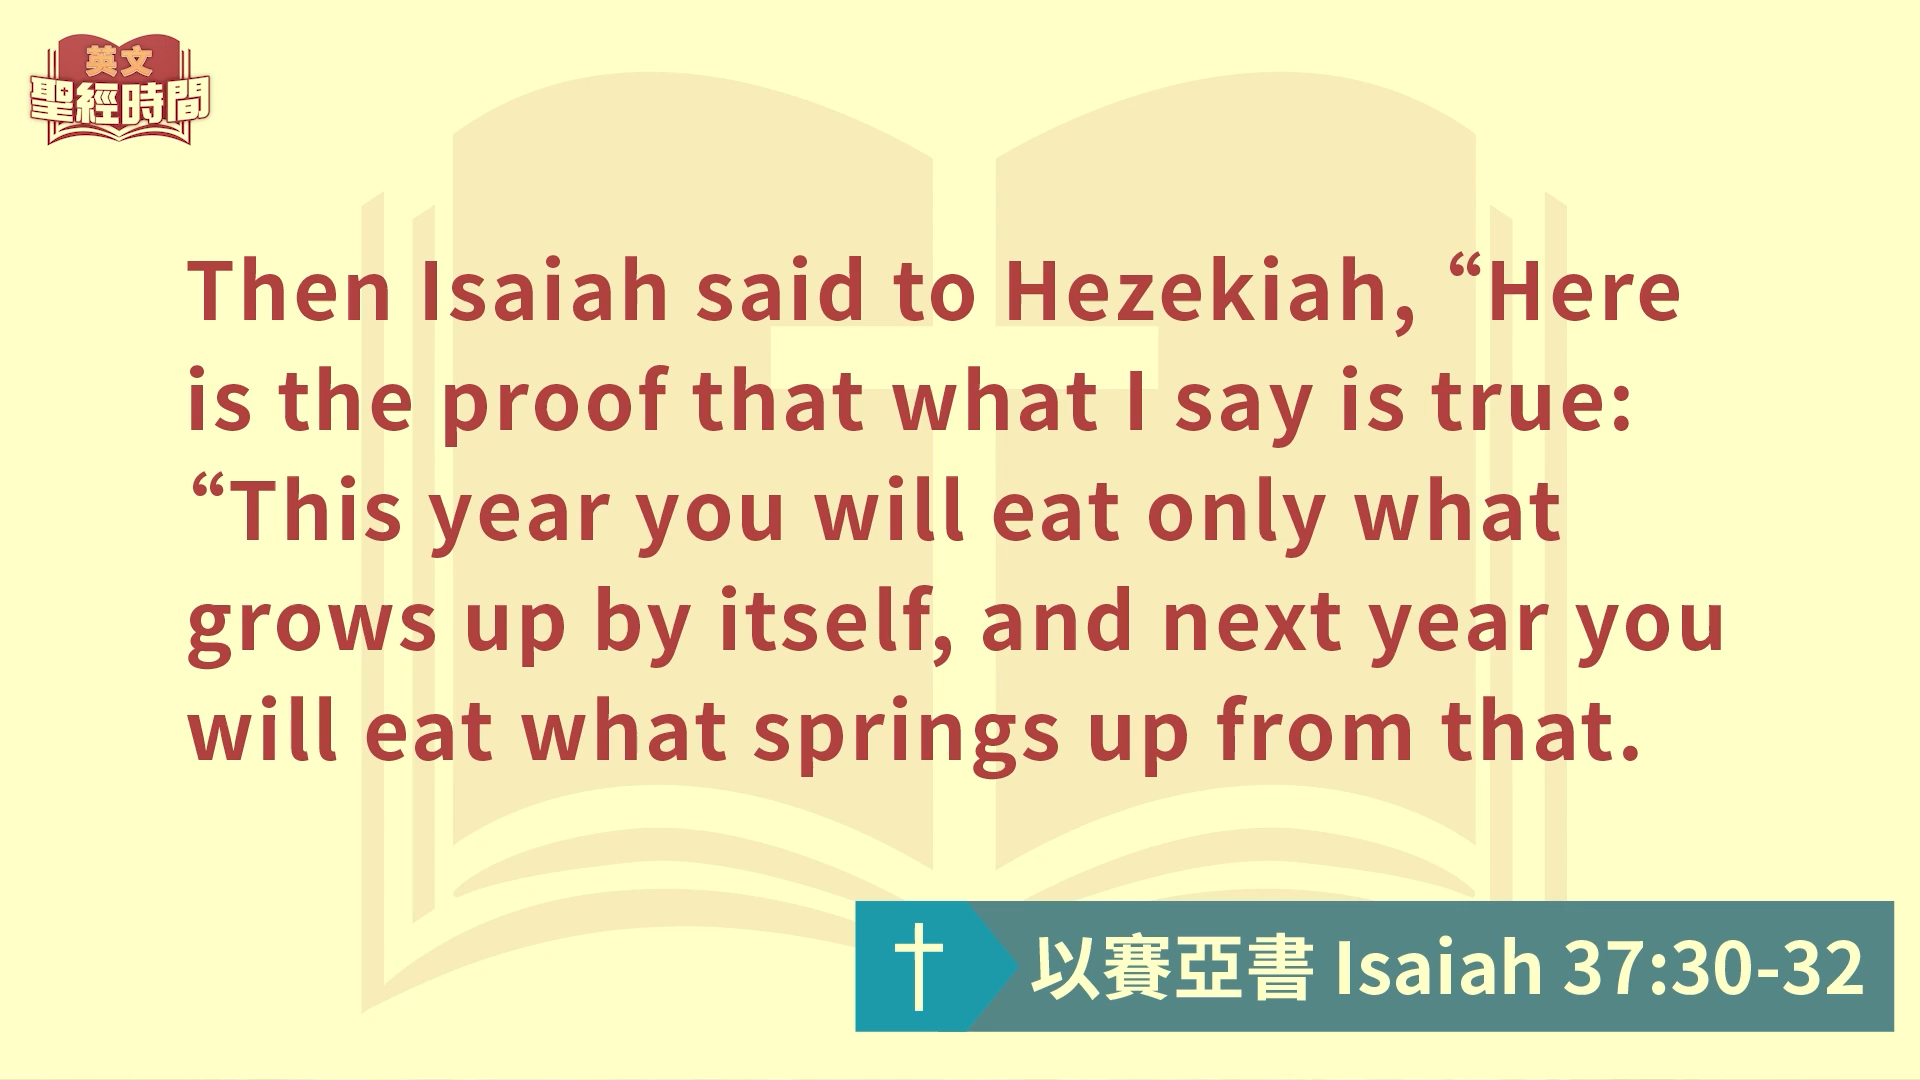 英文
聖經時間
Then Isaiah said to Hezekiah, “Here
is the proof that what I say is true:
“This year you will eat only what
grows up by itself, and next year you
will eat what springs up from that.
以賽亞書 Isaiah 37:30-32